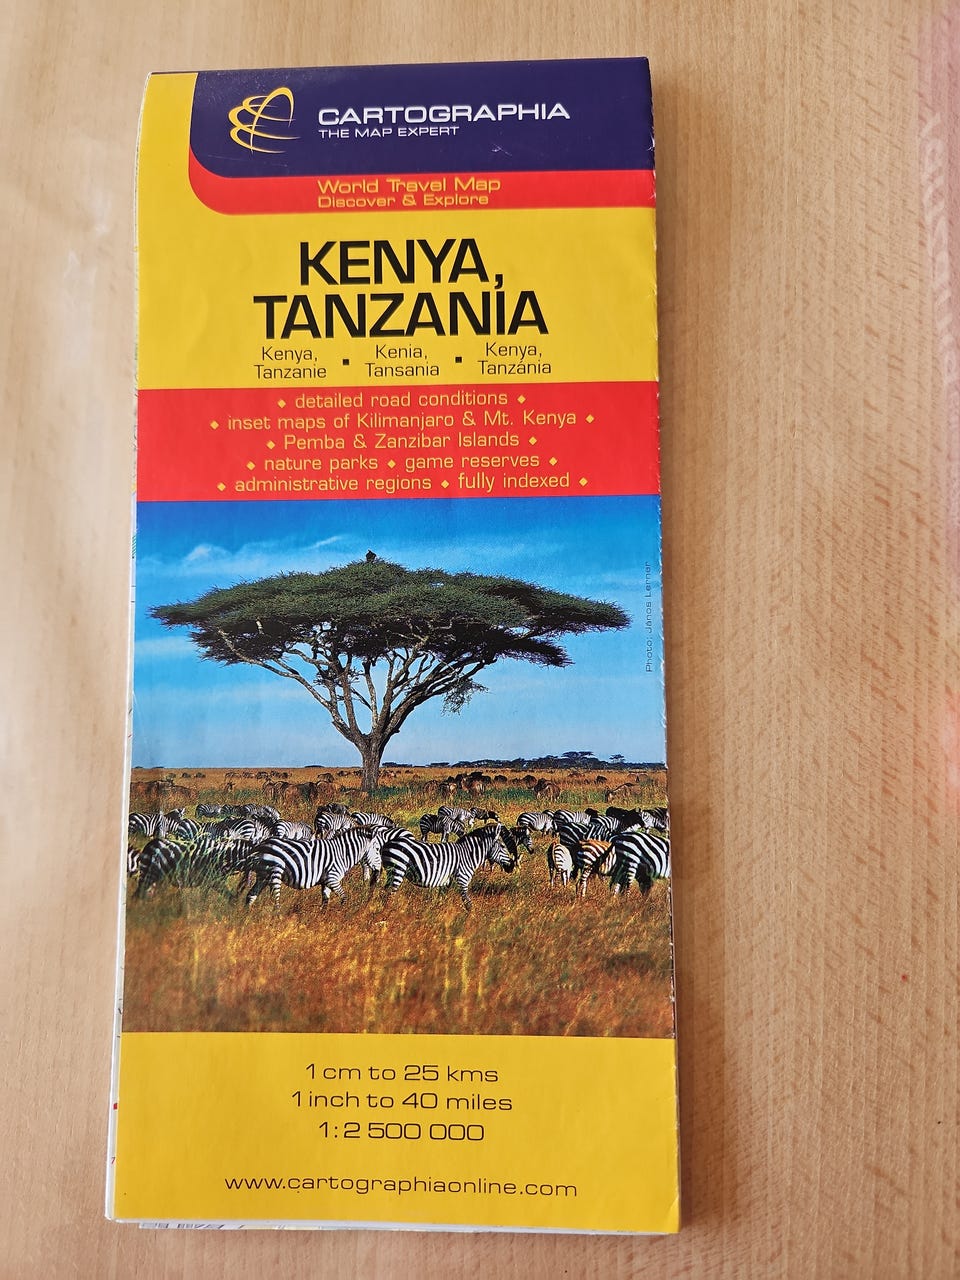 CARTOGRAPHIA
THE MAP EXPERT
World Travel Map
Discover & Explore
KENYA,
TANZANIA
Kenya, Tanzanie ▪ Kenia, Tansania ▪ Kenya, Tanzánia
⬥ detailed road conditions ⬥
⬥ inset maps of Kilimanjaro & Mt. Kenya ⬥
⬥ Pemba & Zanzibar Islands ⬥
⬥ nature parks ⬥ game reserves ⬥
⬥ administrative regions ⬥ fully indexed ⬥
Photo: János Lerner
1 cm to 25 kms
1 inch to 40 miles
1:2 500 000
www.cartographiaonline.com